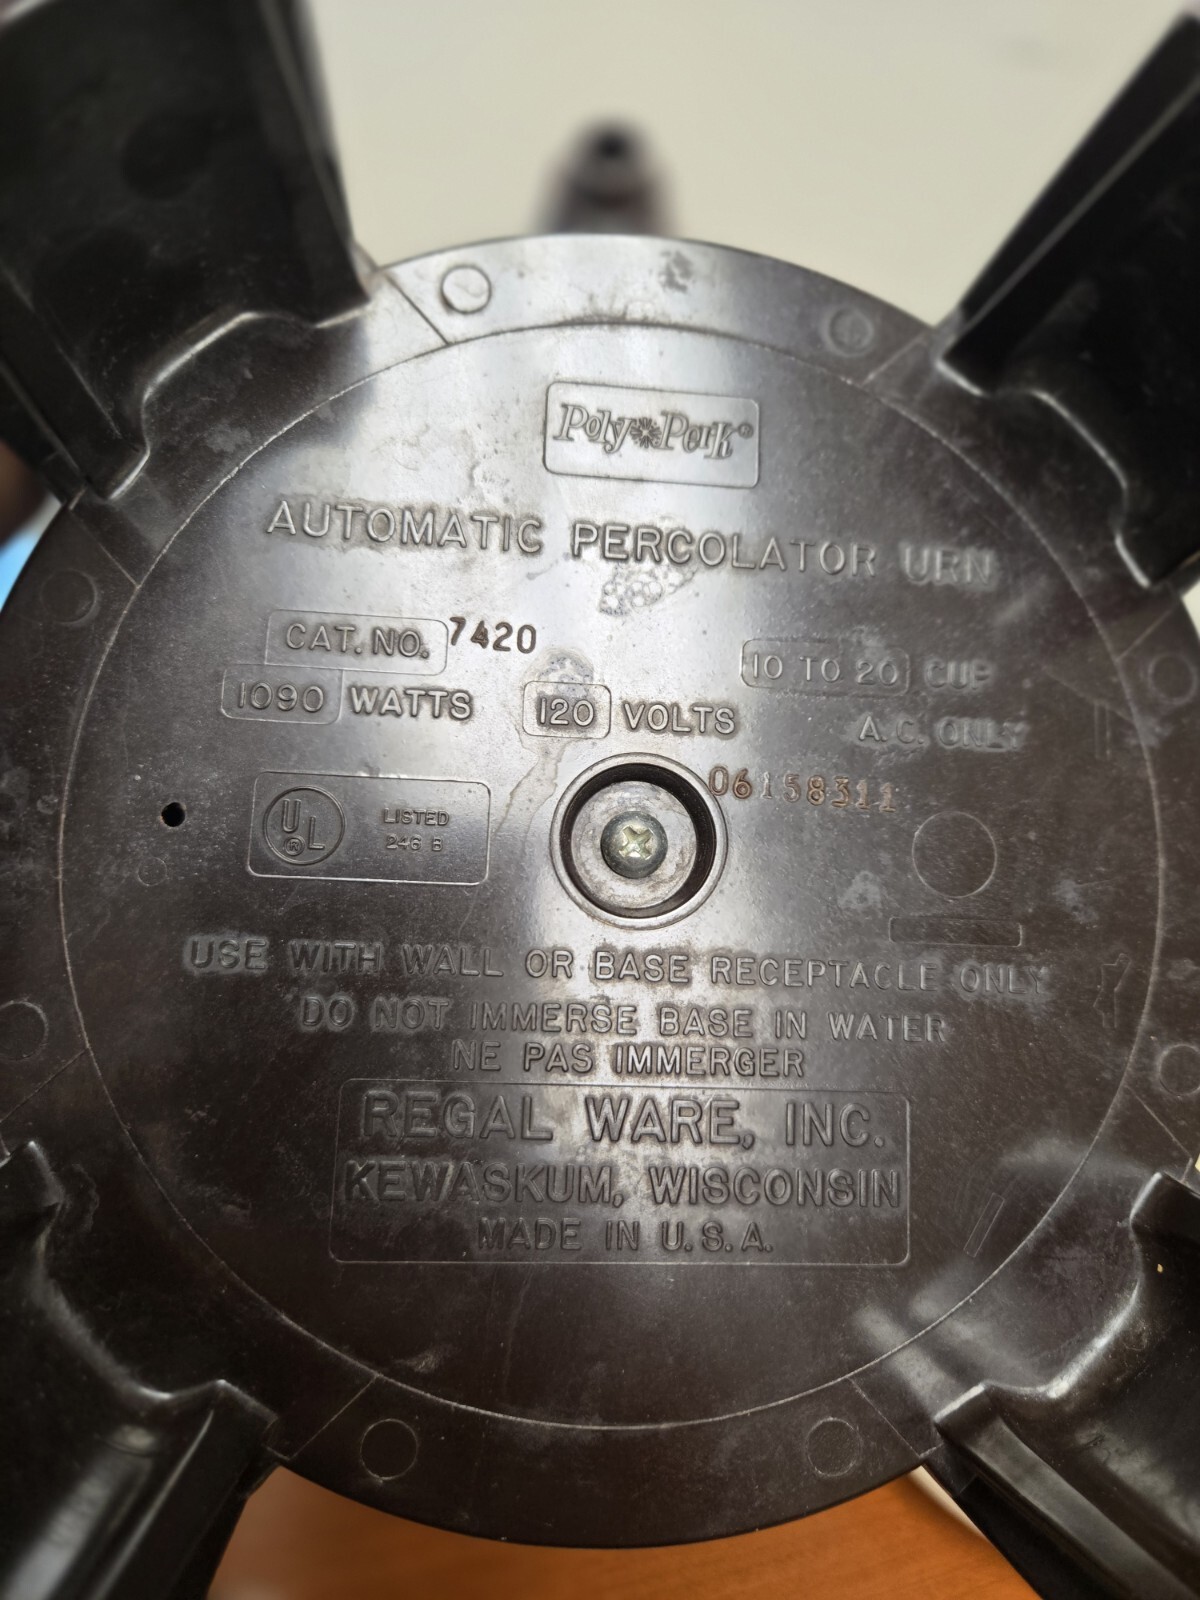 Poly Perk®
AUTOMATIC PERCOLATOR URN
CAT. NO. 7420
10 TO 20 CUP
1090 WATTS 120 VOLTS A.C. ONLY
06158311
UL®
LISTED
246 B
USE WITH WALL OR BASE RECEPTACLE ONLY
DO NOT IMMERSE BASE IN WATER
NE PAS IMMERGER
REGAL WARE, INC.
KEWASKUM, WISCONSIN
MADE IN U.S.A.